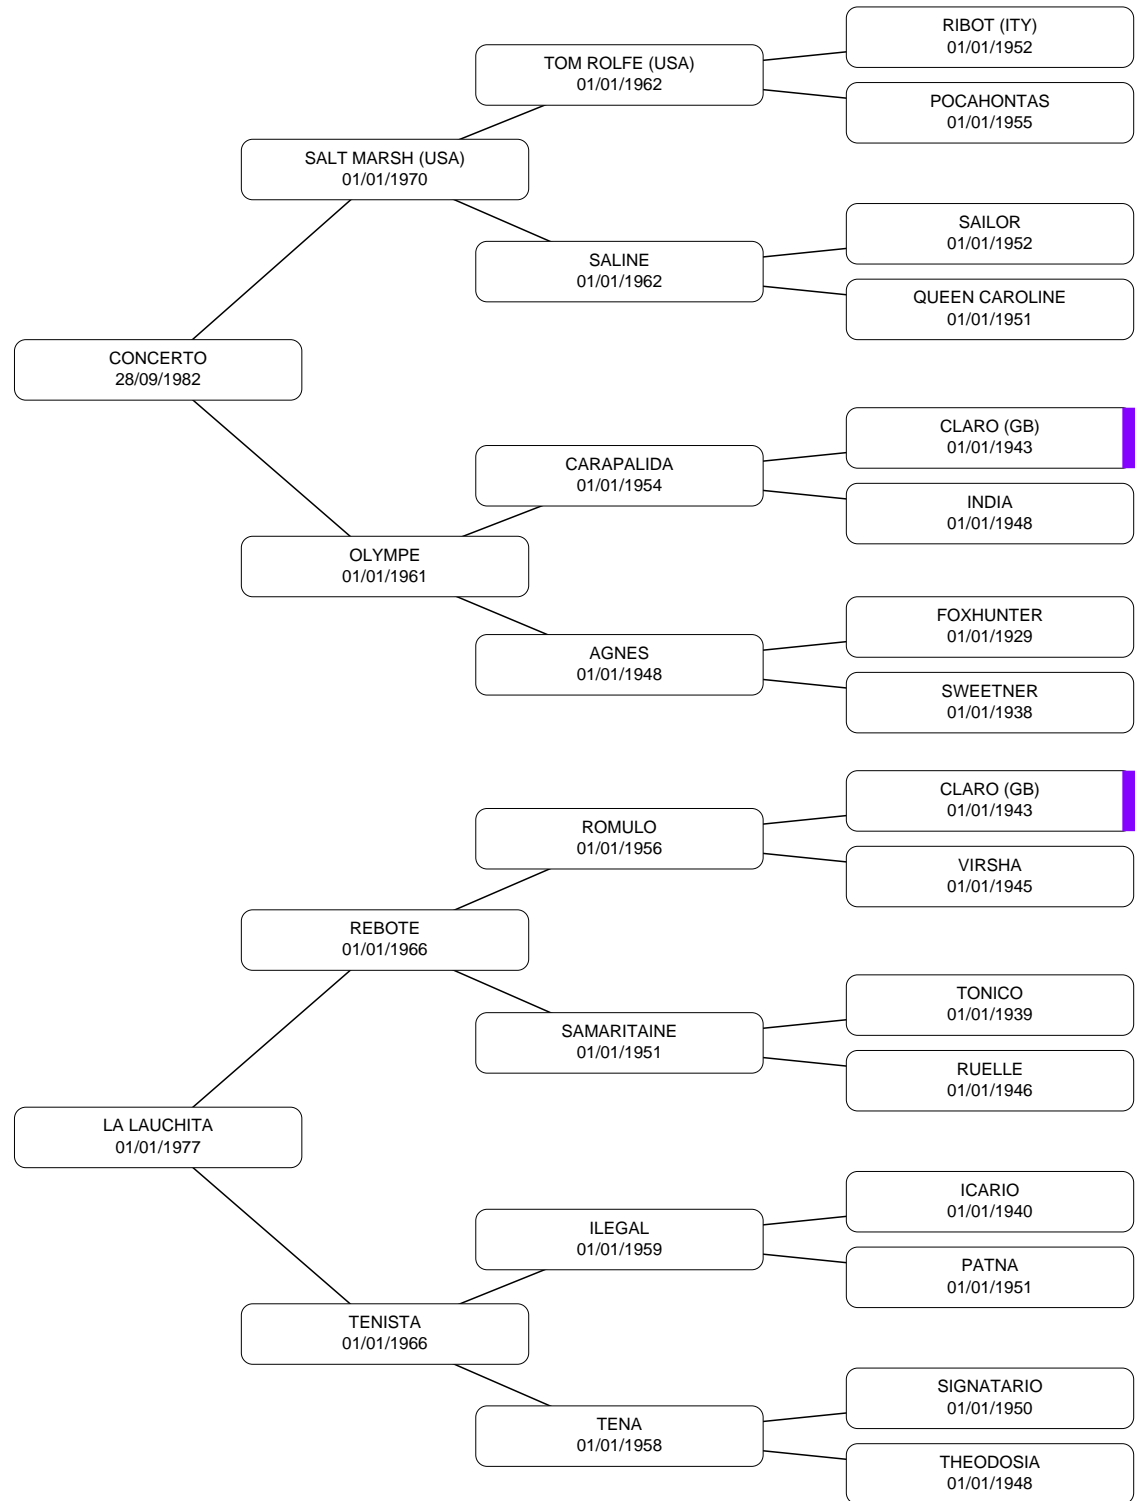 RIBOT (ITY)
01/01/1952
TOM ROLFE (USA)
01/01/1962
POCAHONTAS
01/01/1955
SALT MARSH (USA)
01/01/1970
SAILOR
01/01/1952
SALINE
01/01/1962
QUEEN CAROLINE
01/01/1951
CONCERTO
28/09/1982
CLARO (GB)
01/01/1943
CARAPALIDA
01/01/1954
INDIA
01/01/1948
OLYMPE
01/01/1961
FOXHUNTER
01/01/1929
AGNES
01/01/1948
SWEETNER
01/01/1938
CLARO (GB)
01/01/1943
ROMULO
01/01/1956
VIRSHA
01/01/1945
REBOTE
01/01/1966
TONICO
01/01/1939
SAMARITAINE
01/01/1951
RUELLE
01/01/1946
LA LAUCHITA
01/01/1977
ICARIO
01/01/1940
ILEGAL
01/01/1959
PATNA
01/01/1951
TENISTA
01/01/1966
SIGNATARIO
01/01/1950
TENA
01/01/1958
THEODOSIA
01/01/1948